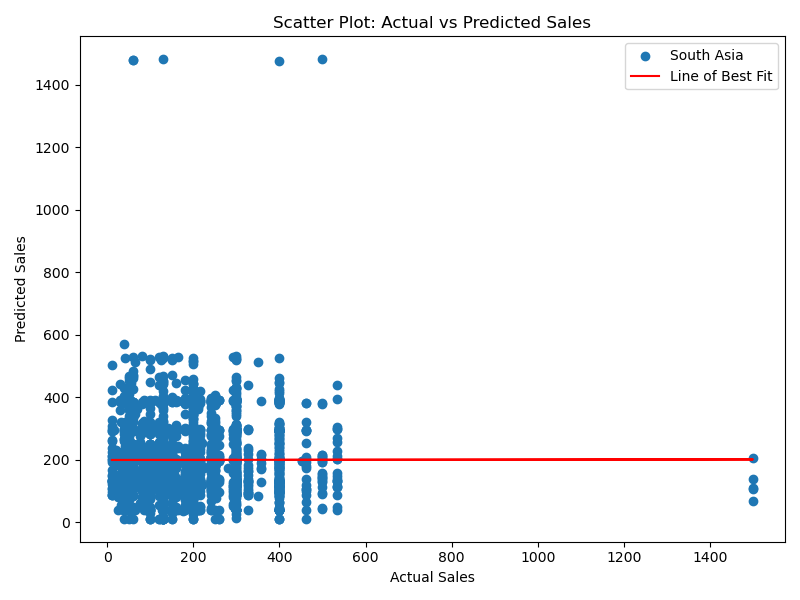 Scatter Plot: Actual vs Predicted Sales
South Asia
Line of Best Fit
Predicted Sales
1400
1200
1000
800
600
400
200
0
0 200 400 600 800 1000 1200 1400
Actual Sales